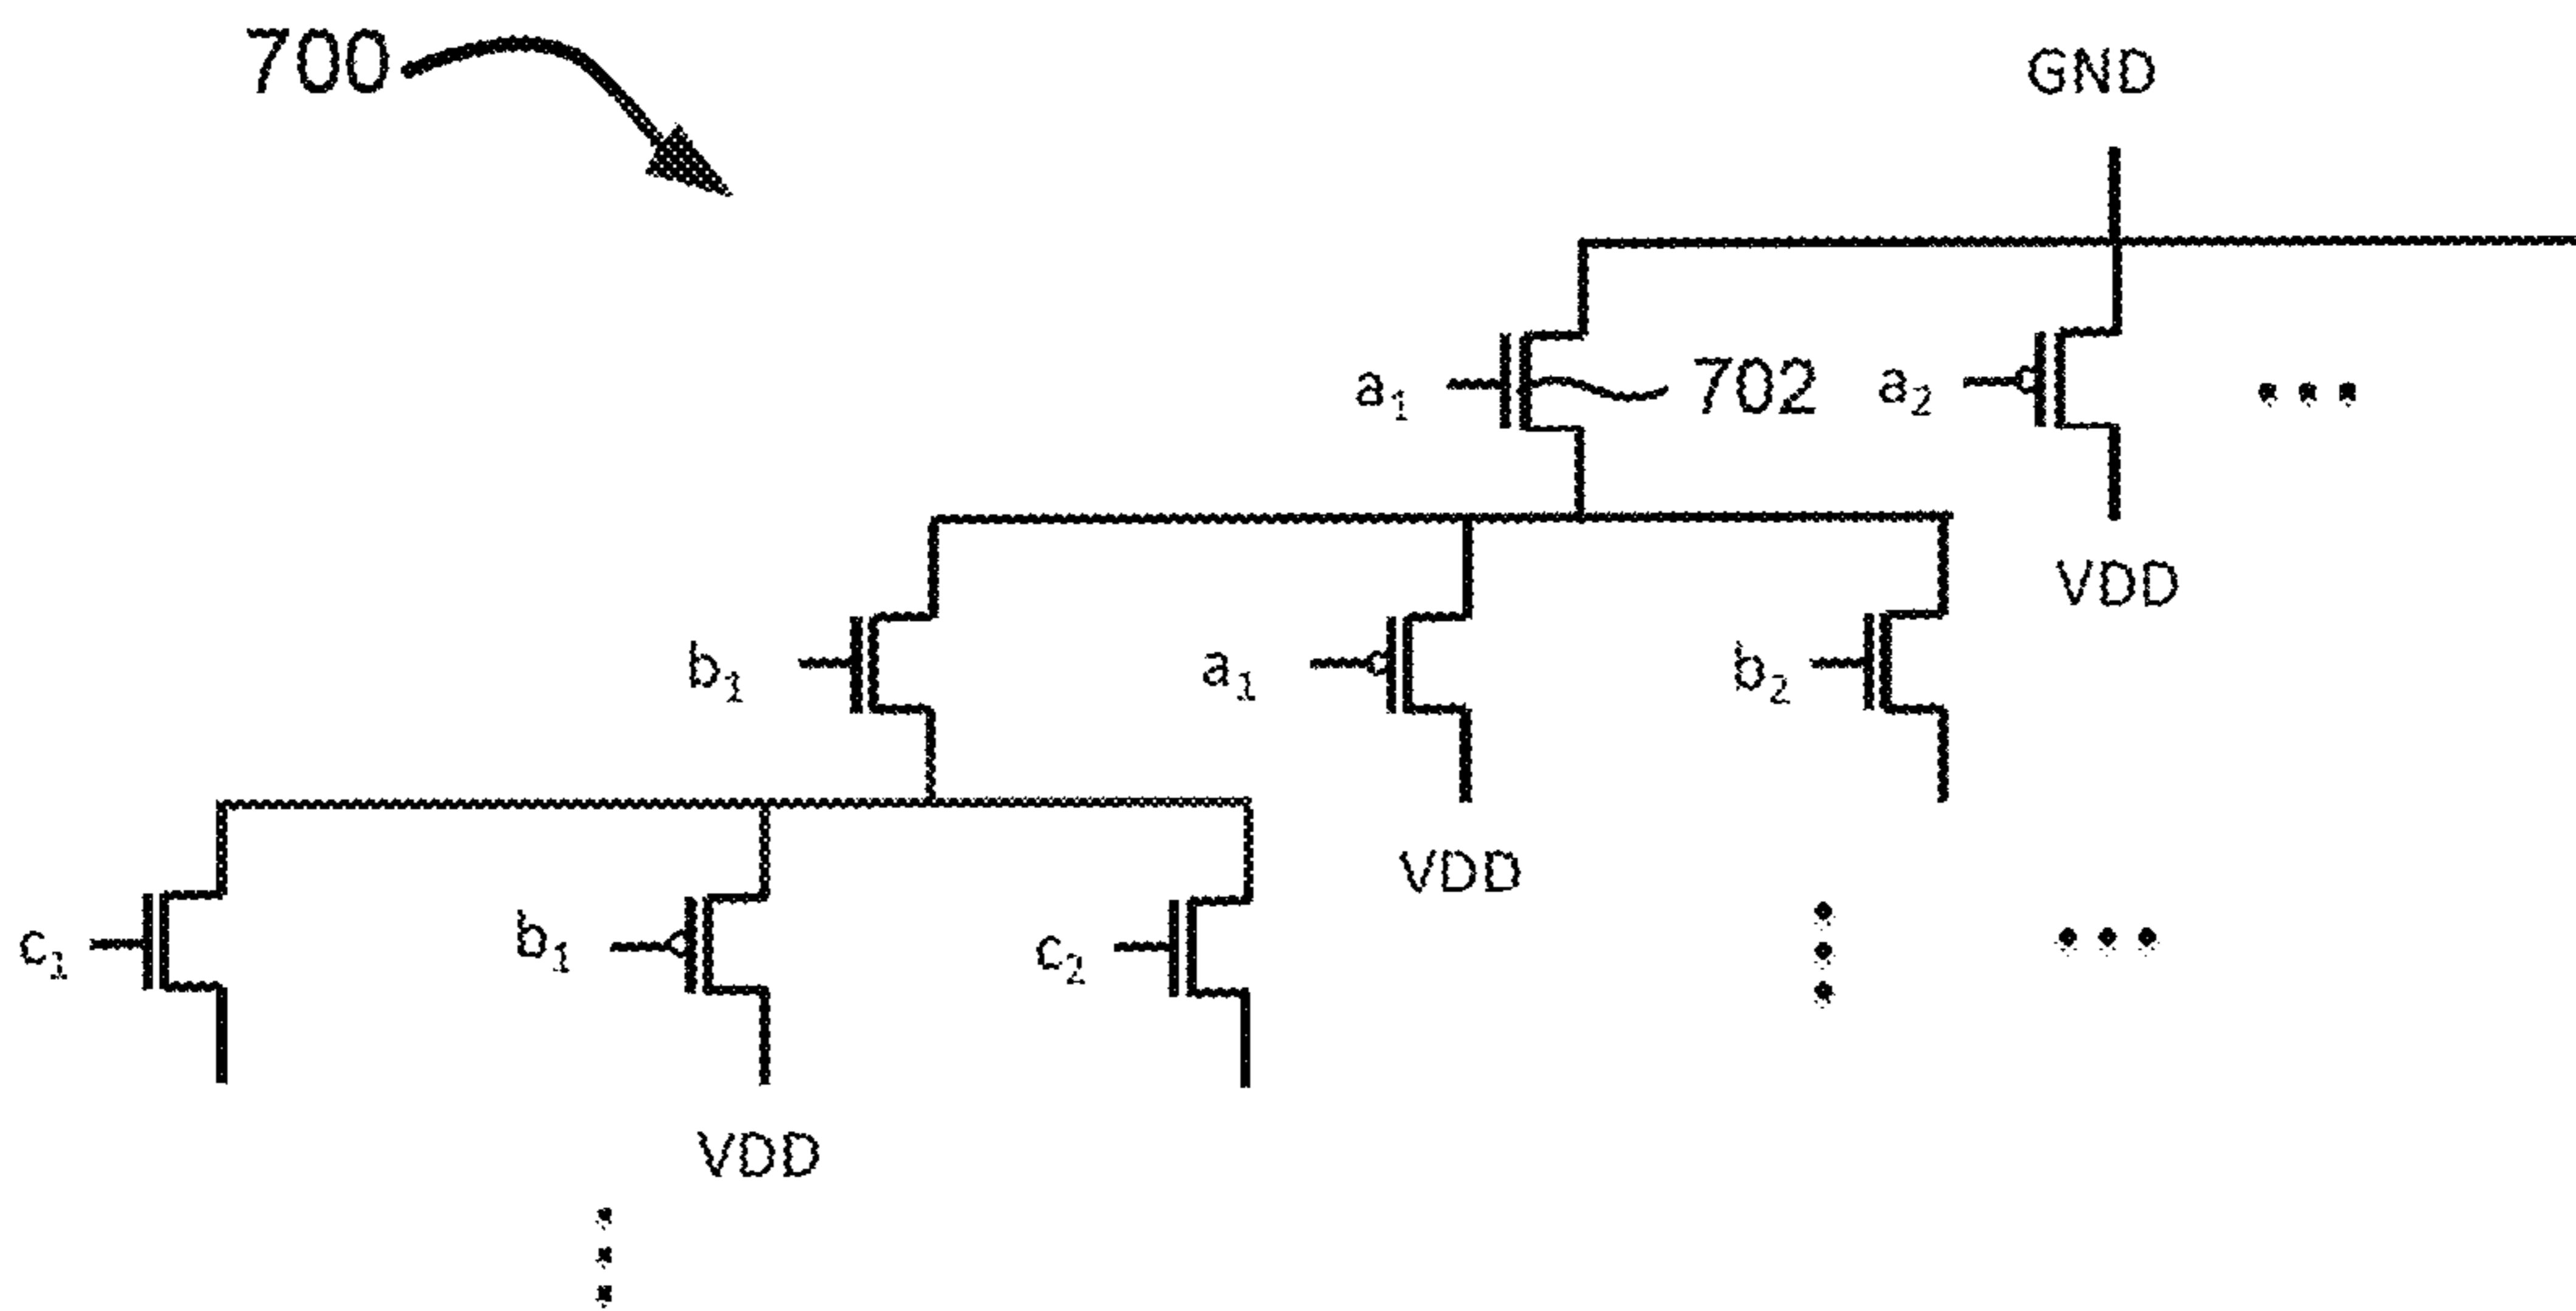 700
GND
a₁ 702 a₂
VDD
b₁ a₁ b₂
VDD
c₁ b₁ c₂
VDD